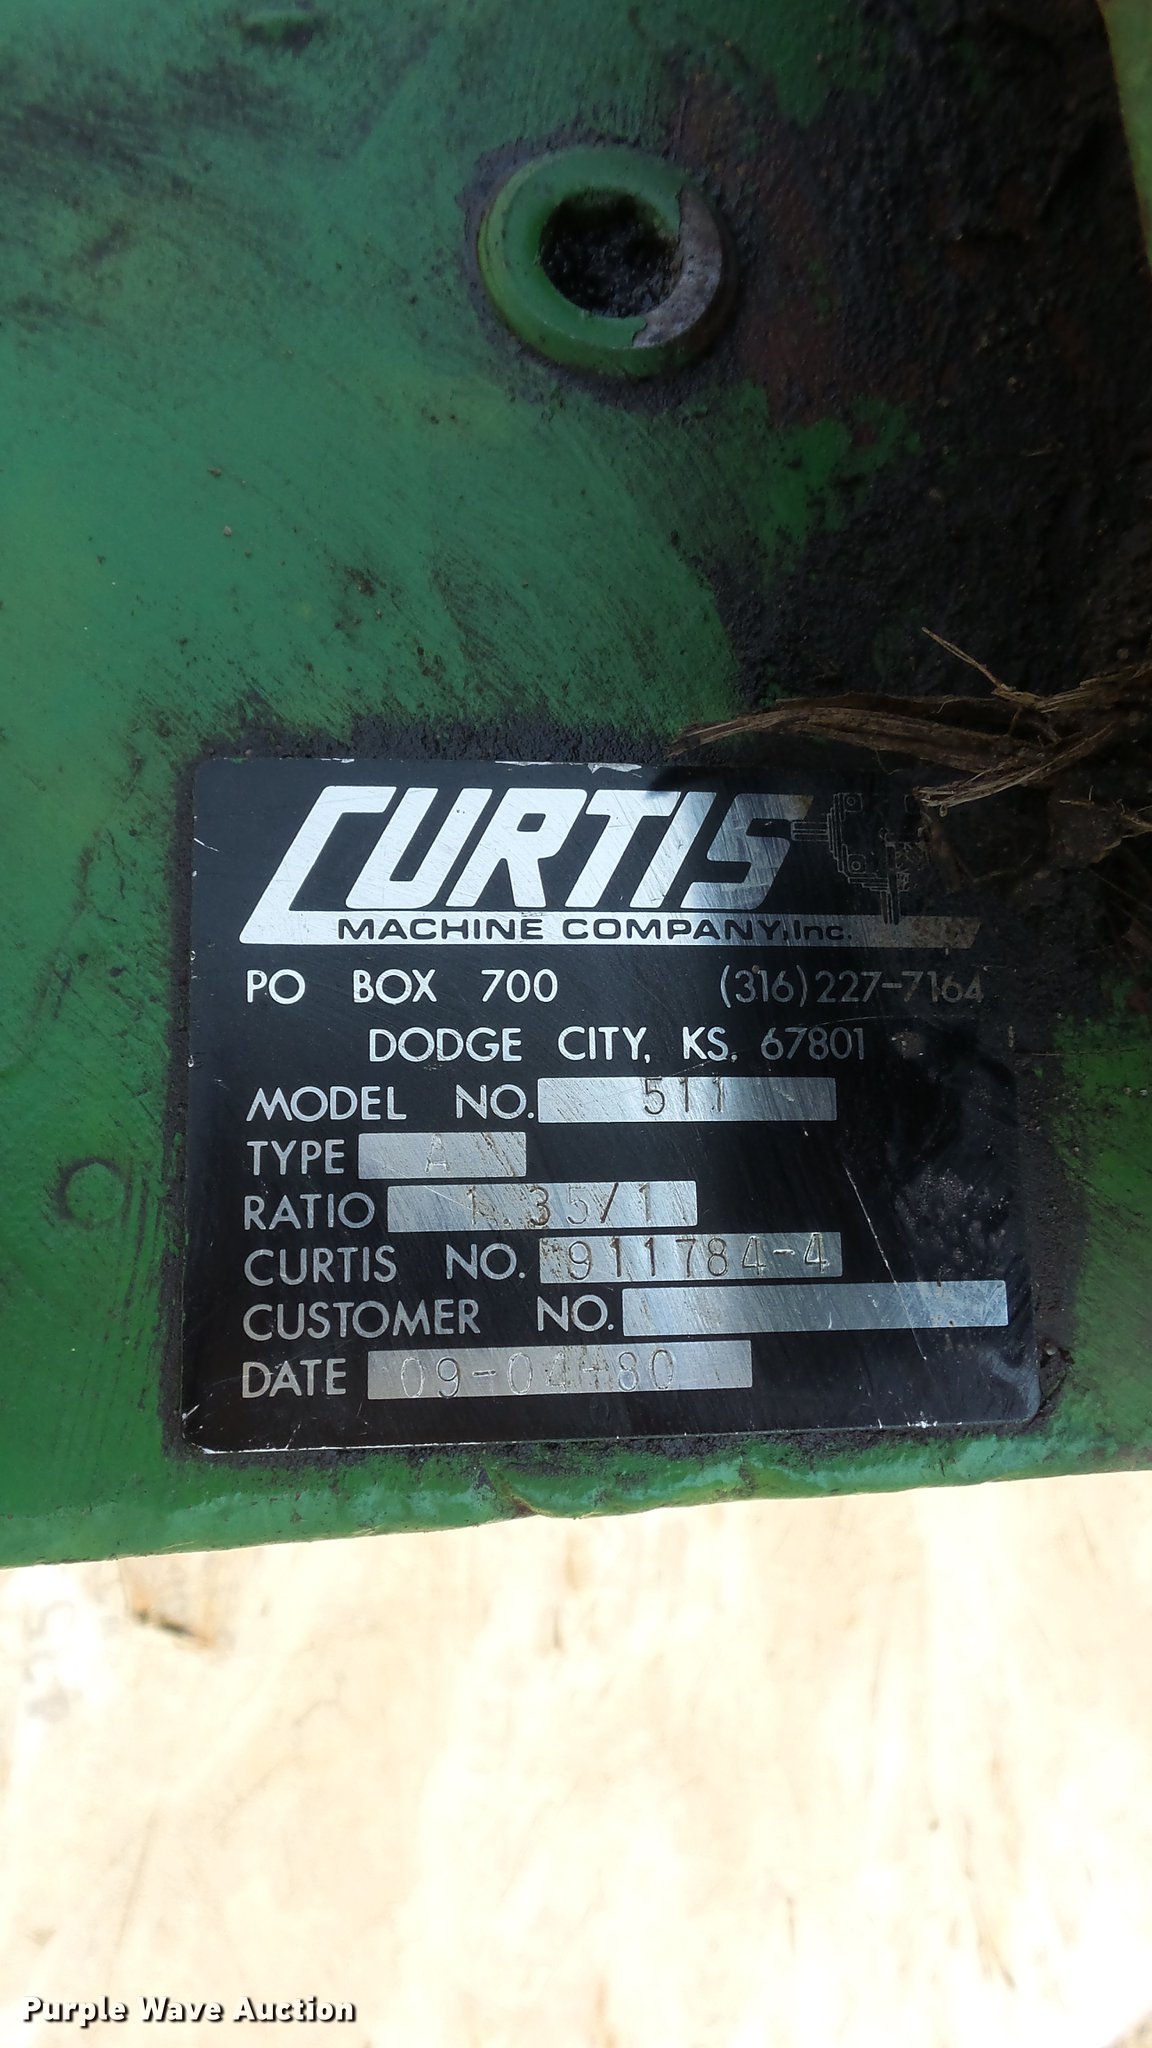 CURTIS
MACHINE COMPANY, Inc.
PO BOX 700 (316) 227-7164
DODGE CITY, KS. 67801
MODEL NO. 511
TYPE A
RATIO 1.35/1
CURTIS NO. 911784-4
CUSTOMER NO.
DATE 09-04-80
Purple Wave Auction